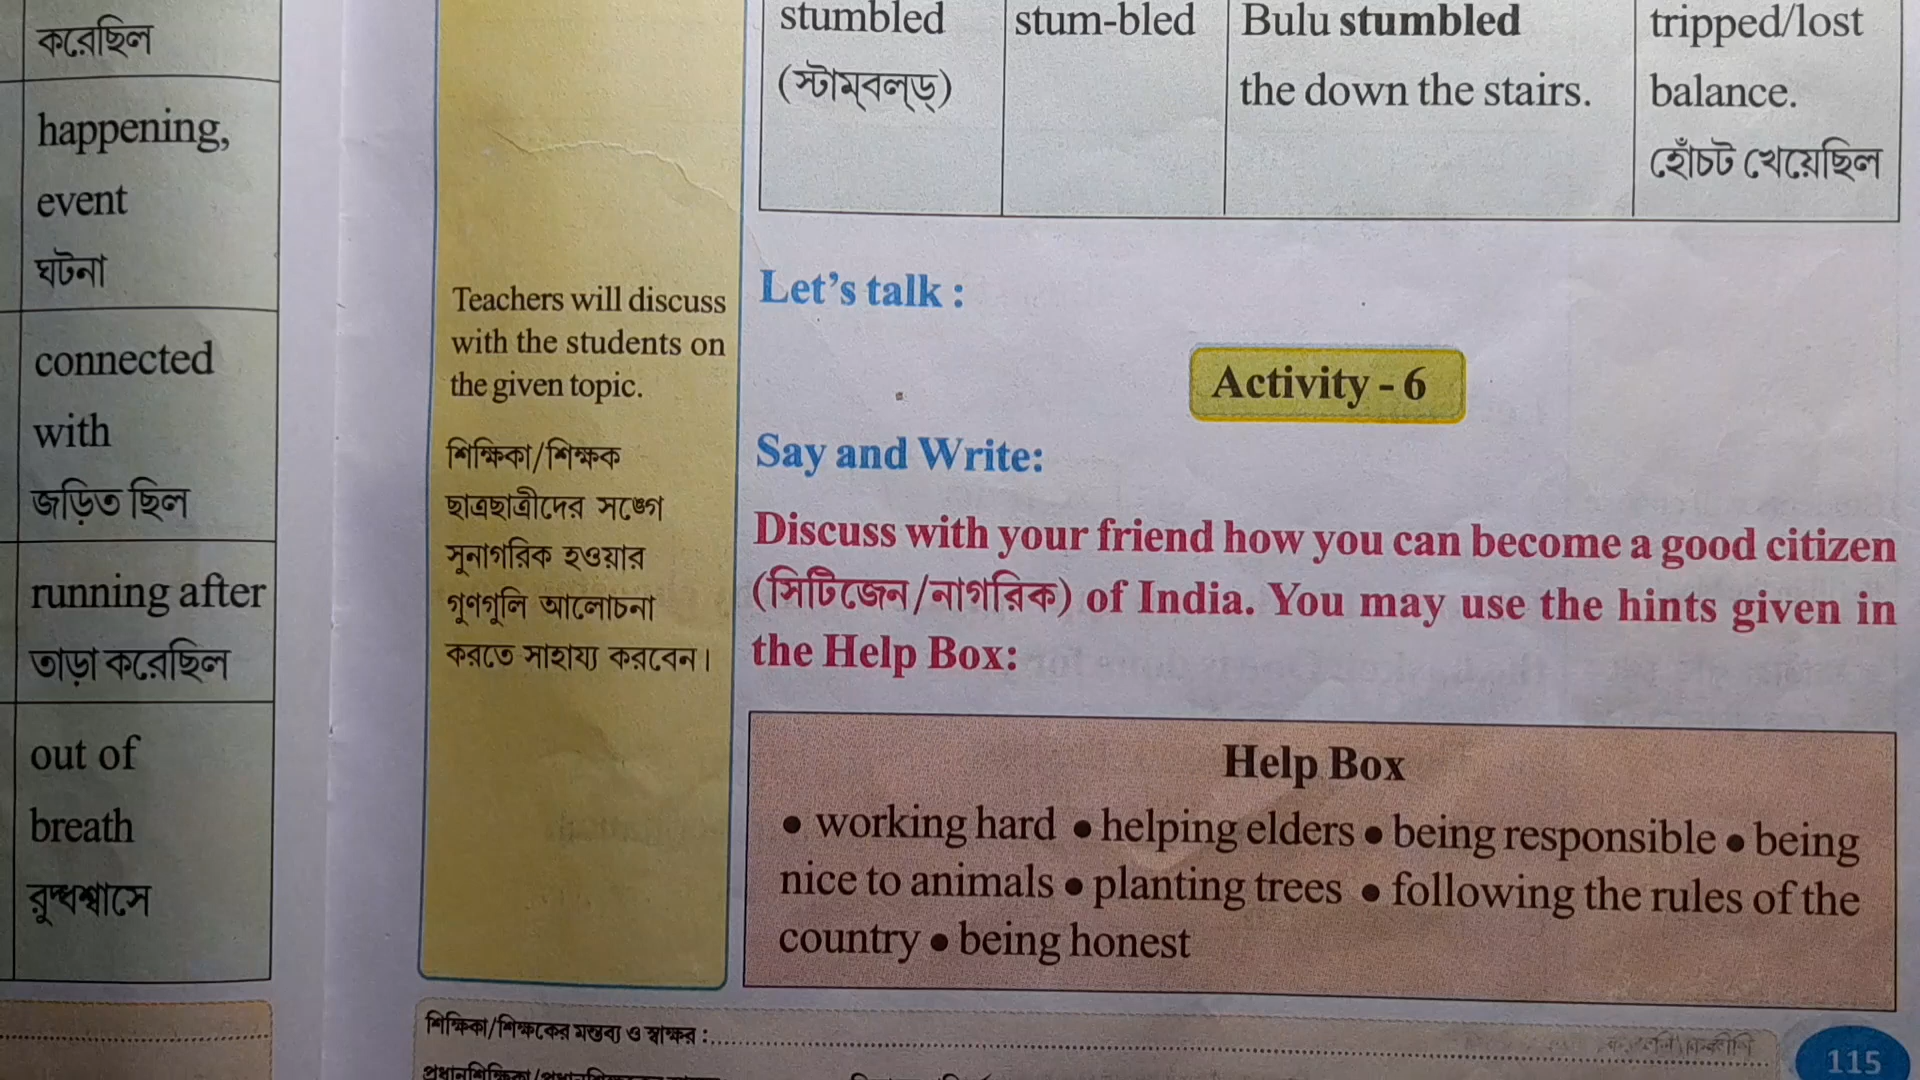 করেছিল
happening,
event
ঘটনা
connected
with
জড়িত ছিল
running after
তাড়া করেছিল
out of
breath
রুদ্ধশ্বাসে
Teachers will discuss
with the students on
the given topic.
শিক্ষিকা/শিক্ষক
ছাত্রছাত্রীদের সঙ্গে
সুনাগরিক হওয়ার
গুণগুলি আলোচনা
করতে সাহায্য করবেন।
stumbled
(স্টাম্‌বল্‌ড্)
stum-bled
Bulu stumbled
the down the stairs.
tripped/lost
balance.
হোঁচট খেয়েছিল
Let's talk :
Activity - 6
Say and Write:
Discuss with your friend how you can become a good citizen
(সিটিজেন/নাগরিক) of India. You may use the hints given in
the Help Box:
Help Box
• working hard • helping elders • being responsible • being
nice to animals • planting trees • following the rules of the
country • being honest
শিক্ষিকা/শিক্ষকের মন্তব্য ও স্বাক্ষর :
115